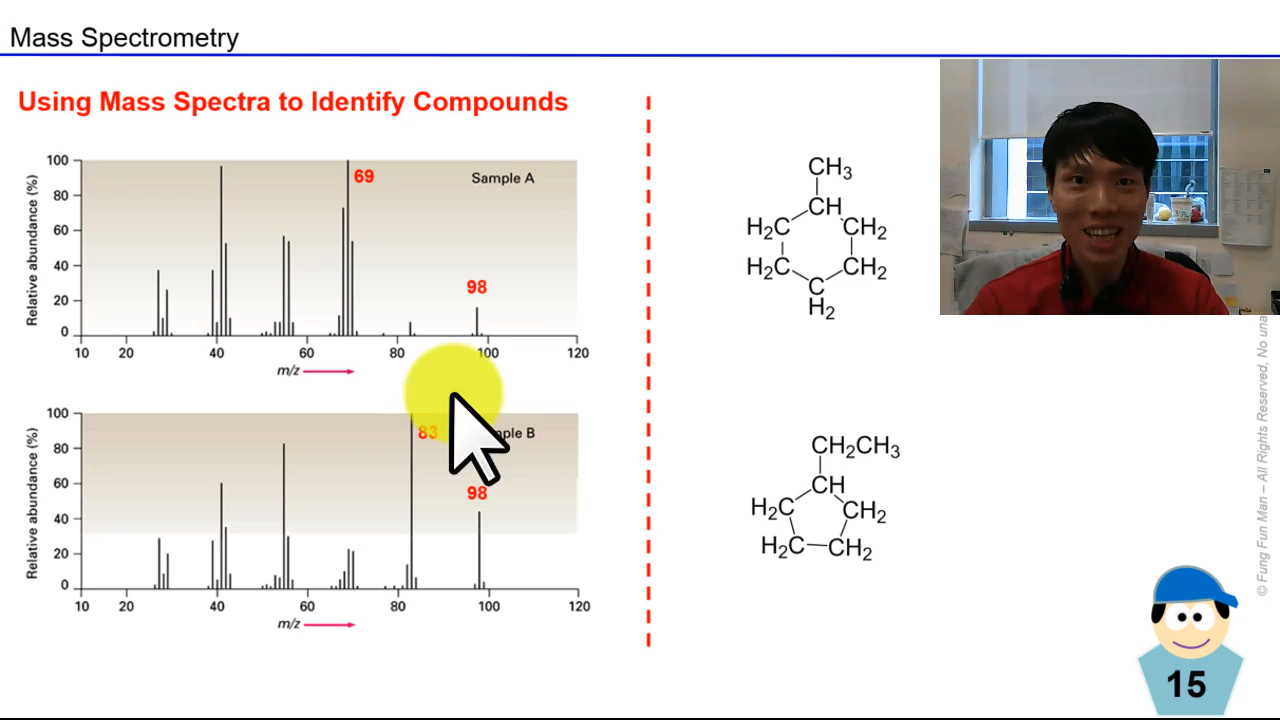 Mass Spectrometry
Using Mass Spectra to Identify Compounds
100
80
60
40
20
0
Relative abundance (%)
69
Sample A
98
10 20 40 60 80 100 120
m/z
100
80
60
40
20
0
Relative abundance (%)
83
ple B
98
10 20 40 60 80 100 120
m/z
CH3
CH
H2C CH2
H2C CH2
C
H2
CH2CH3
CH
H2C CH2
H2C CH2
© Fung Fun Man – All Rights Reserved, No una
15